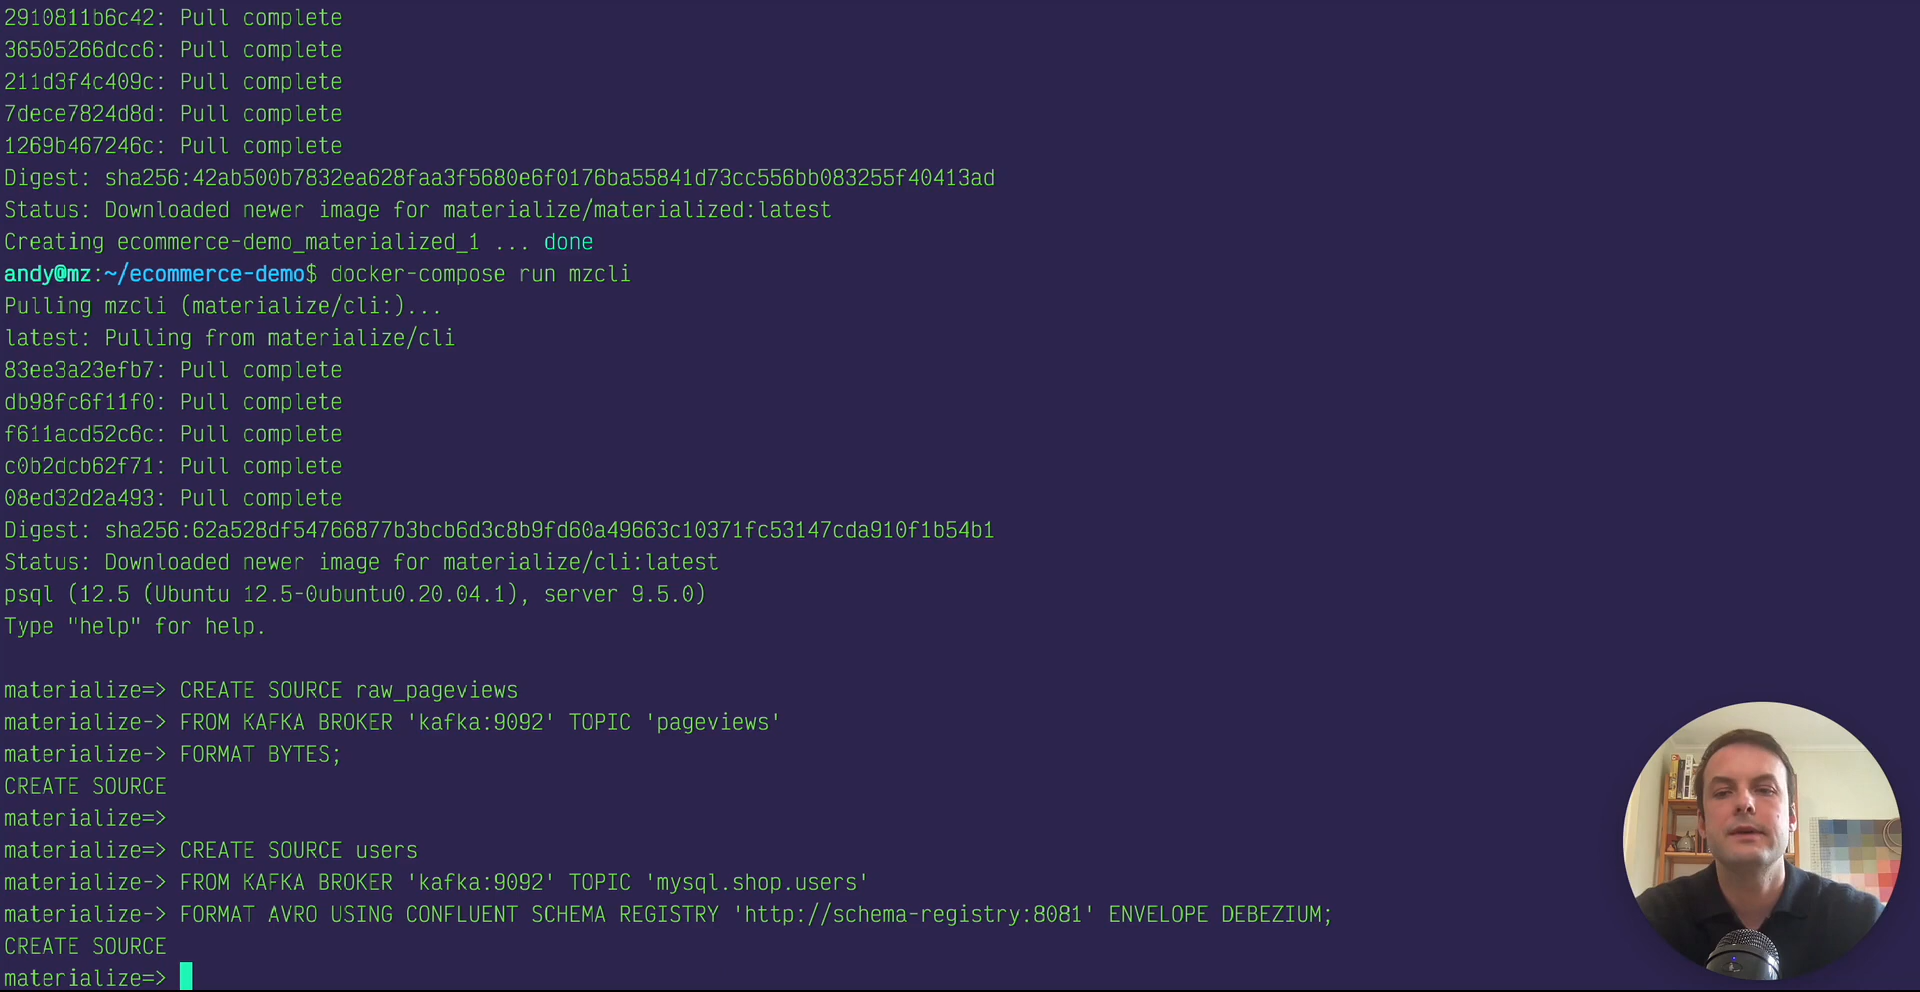 2910811b6c42: Pull complete
36505266dcc6: Pull complete
211d3f4c409c: Pull complete
7dece7824d8d: Pull complete
1269b467246c: Pull complete
Digest: sha256:42ab500b7832ea628faa3f5680e6f0176ba55841d73cc556bb083255f40413ad
Status: Downloaded newer image for materialize/materialized:latest
Creating ecommerce-demo_materialized_1 ... done
andy@mz:~/ecommerce-demo$ docker-compose run mzcli
Pulling mzcli (materialize/cli:)...
latest: Pulling from materialize/cli
83ee3a23efb7: Pull complete
db98fc6f11f0: Pull complete
f611acd52c6c: Pull complete
c0b2dcb62f71: Pull complete
08ed32d2a493: Pull complete
Digest: sha256:62a528df54766877b3bcb6d3c8b9fd60a49663c10371fc53147cda910f1b54b1
Status: Downloaded newer image for materialize/cli:latest
psql (12.5 (Ubuntu 12.5-0ubuntu0.20.04.1), server 9.5.0)
Type "help" for help.
materialize=> CREATE SOURCE raw_pageviews
materialize-> FROM KAFKA BROKER 'kafka:9092' TOPIC 'pageviews'
materialize-> FORMAT BYTES;
CREATE SOURCE
materialize=>
materialize=> CREATE SOURCE users
materialize-> FROM KAFKA BROKER 'kafka:9092' TOPIC 'mysql.shop.users'
materialize-> FORMAT AVRO USING CONFLUENT SCHEMA REGISTRY 'http://schema-registry:8081' ENVELOPE DEBEZIUM;
CREATE SOURCE
materialize=>